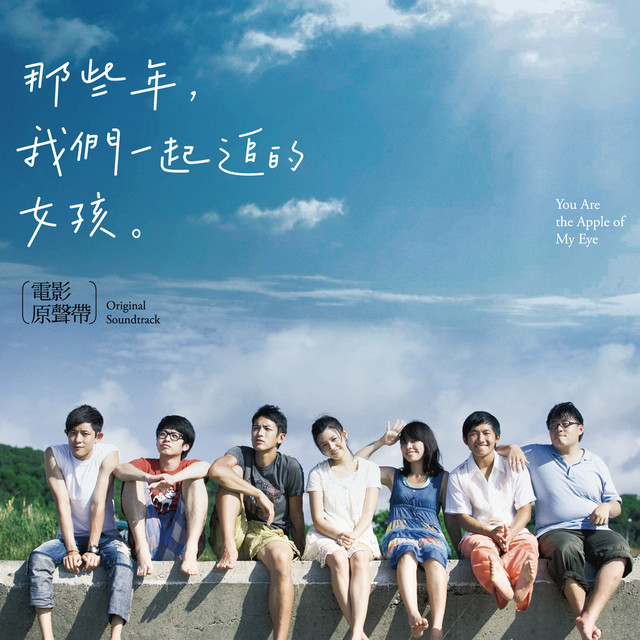 那些年,
我們一起追的
女孩。
You Are
the Apple of
My Eye
電影
原聲帶
Original
Soundtrack